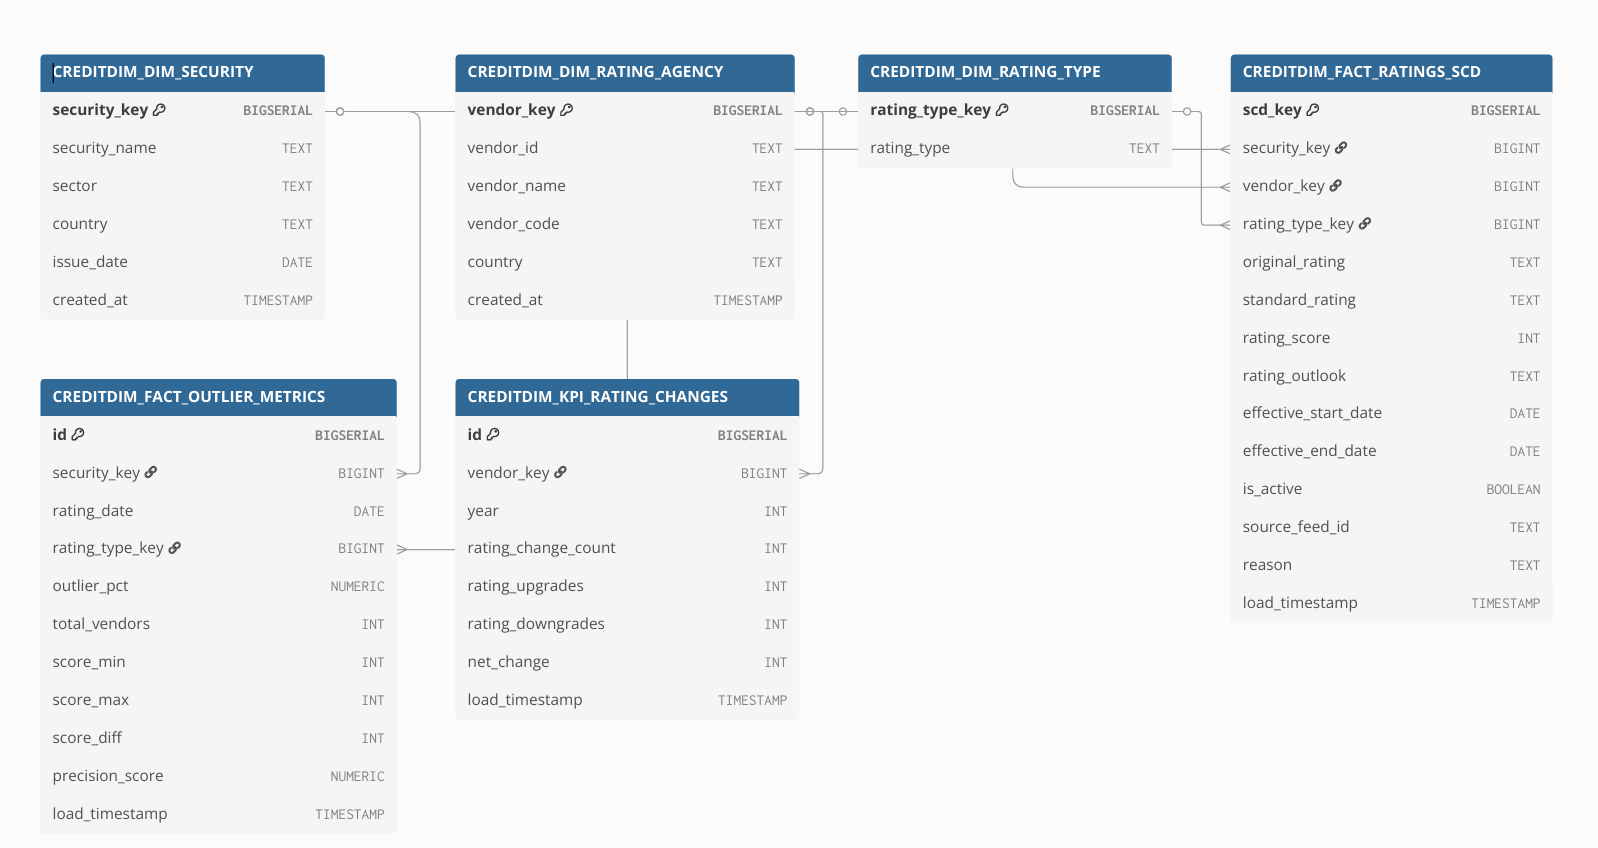 CREDITDIM_DIM_SECURITY
security_key BIGSERIAL
security_name TEXT
sector TEXT
country TEXT
issue_date DATE
created_at TIMESTAMP
CREDITDIM_DIM_RATING_AGENCY
vendor_key BIGSERIAL
vendor_id TEXT
vendor_name TEXT
vendor_code TEXT
country TEXT
created_at TIMESTAMP
CREDITDIM_DIM_RATING_TYPE
rating_type_key BIGSERIAL
rating_type TEXT
CREDITDIM_FACT_RATINGS_SCD
scd_key BIGSERIAL
security_key BIGINT
vendor_key BIGINT
rating_type_key BIGINT
original_rating TEXT
standard_rating TEXT
rating_score INT
rating_outlook TEXT
effective_start_date DATE
effective_end_date DATE
is_active BOOLEAN
source_feed_id TEXT
reason TEXT
load_timestamp TIMESTAMP
CREDITDIM_FACT_OUTLIER_METRICS
id BIGSERIAL
security_key BIGINT
rating_date DATE
rating_type_key BIGINT
outlier_pct NUMERIC
total_vendors INT
score_min INT
score_max INT
score_diff INT
precision_score NUMERIC
load_timestamp TIMESTAMP
CREDITDIM_KPI_RATING_CHANGES
id BIGSERIAL
vendor_key BIGINT
year INT
rating_change_count INT
rating_upgrades INT
rating_downgrades INT
net_change INT
load_timestamp TIMESTAMP